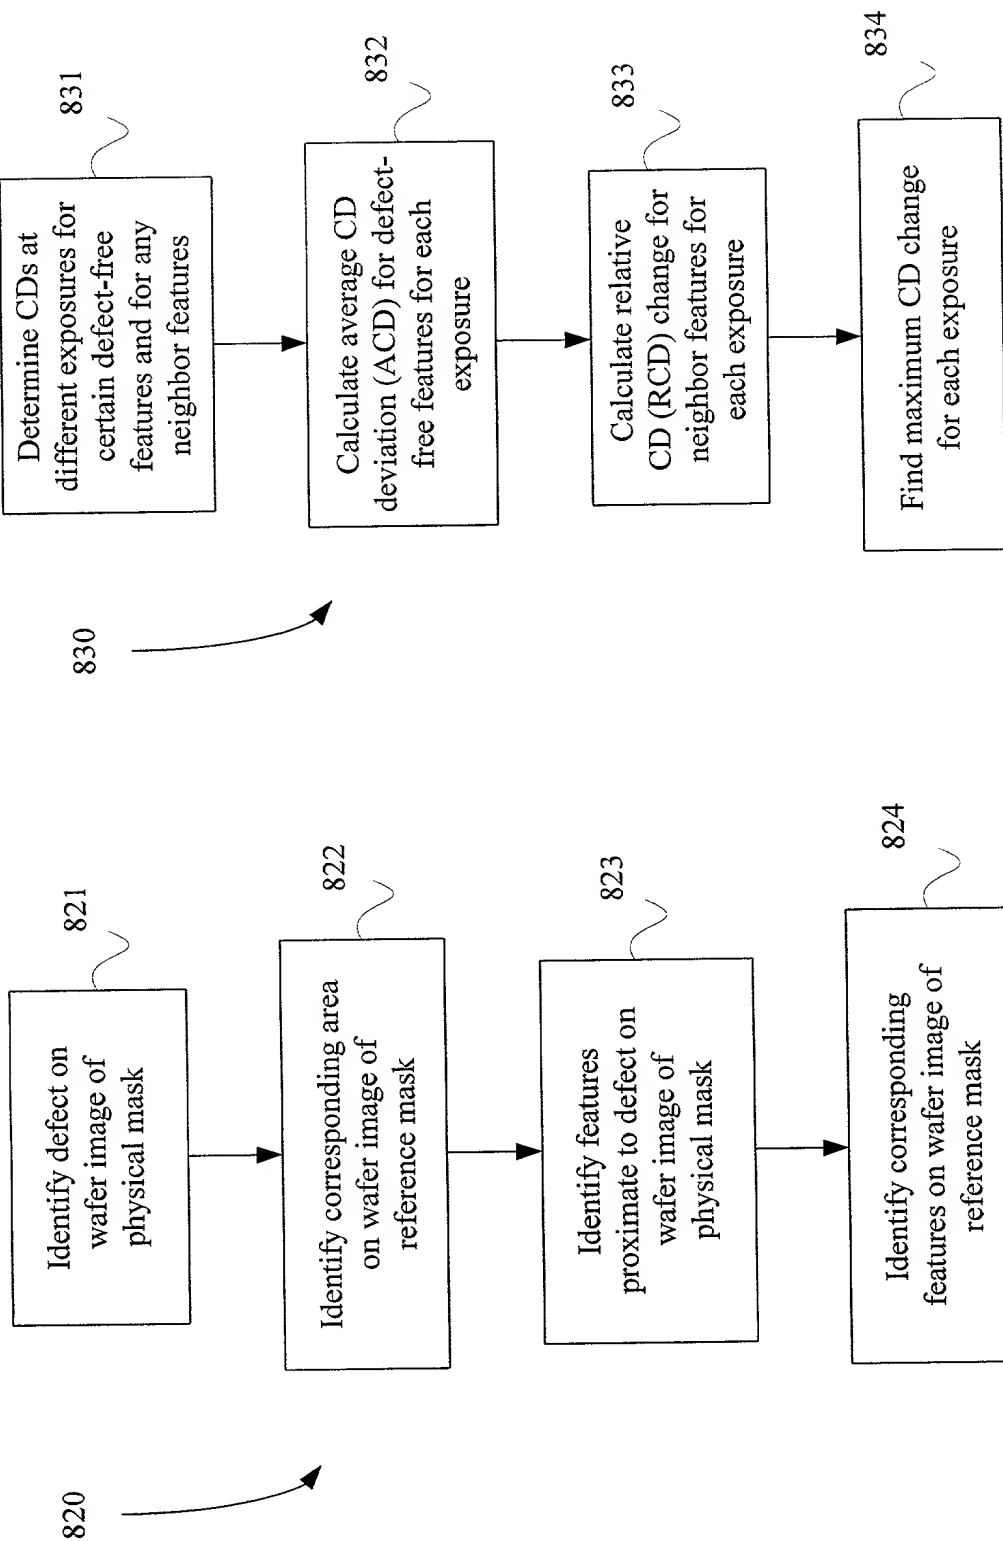 820
821
Identify defect on
wafer image of
physical mask
822
Identify corresponding area
on wafer image of
reference mask
823
Identify features
proximate to defect on
wafer image of
physical mask
824
Identify corresponding
features on wafer image of
reference mask
830
831
Determine CDs at
different exposures for
certain defect-free
features and for any
neighbor features
832
Calculate average CD
deviation (ACD) for defect-
free features for each
exposure
833
Calculate relative
CD (RCD) change for
neighbor features for
each exposure
834
Find maximum CD change
for each exposure